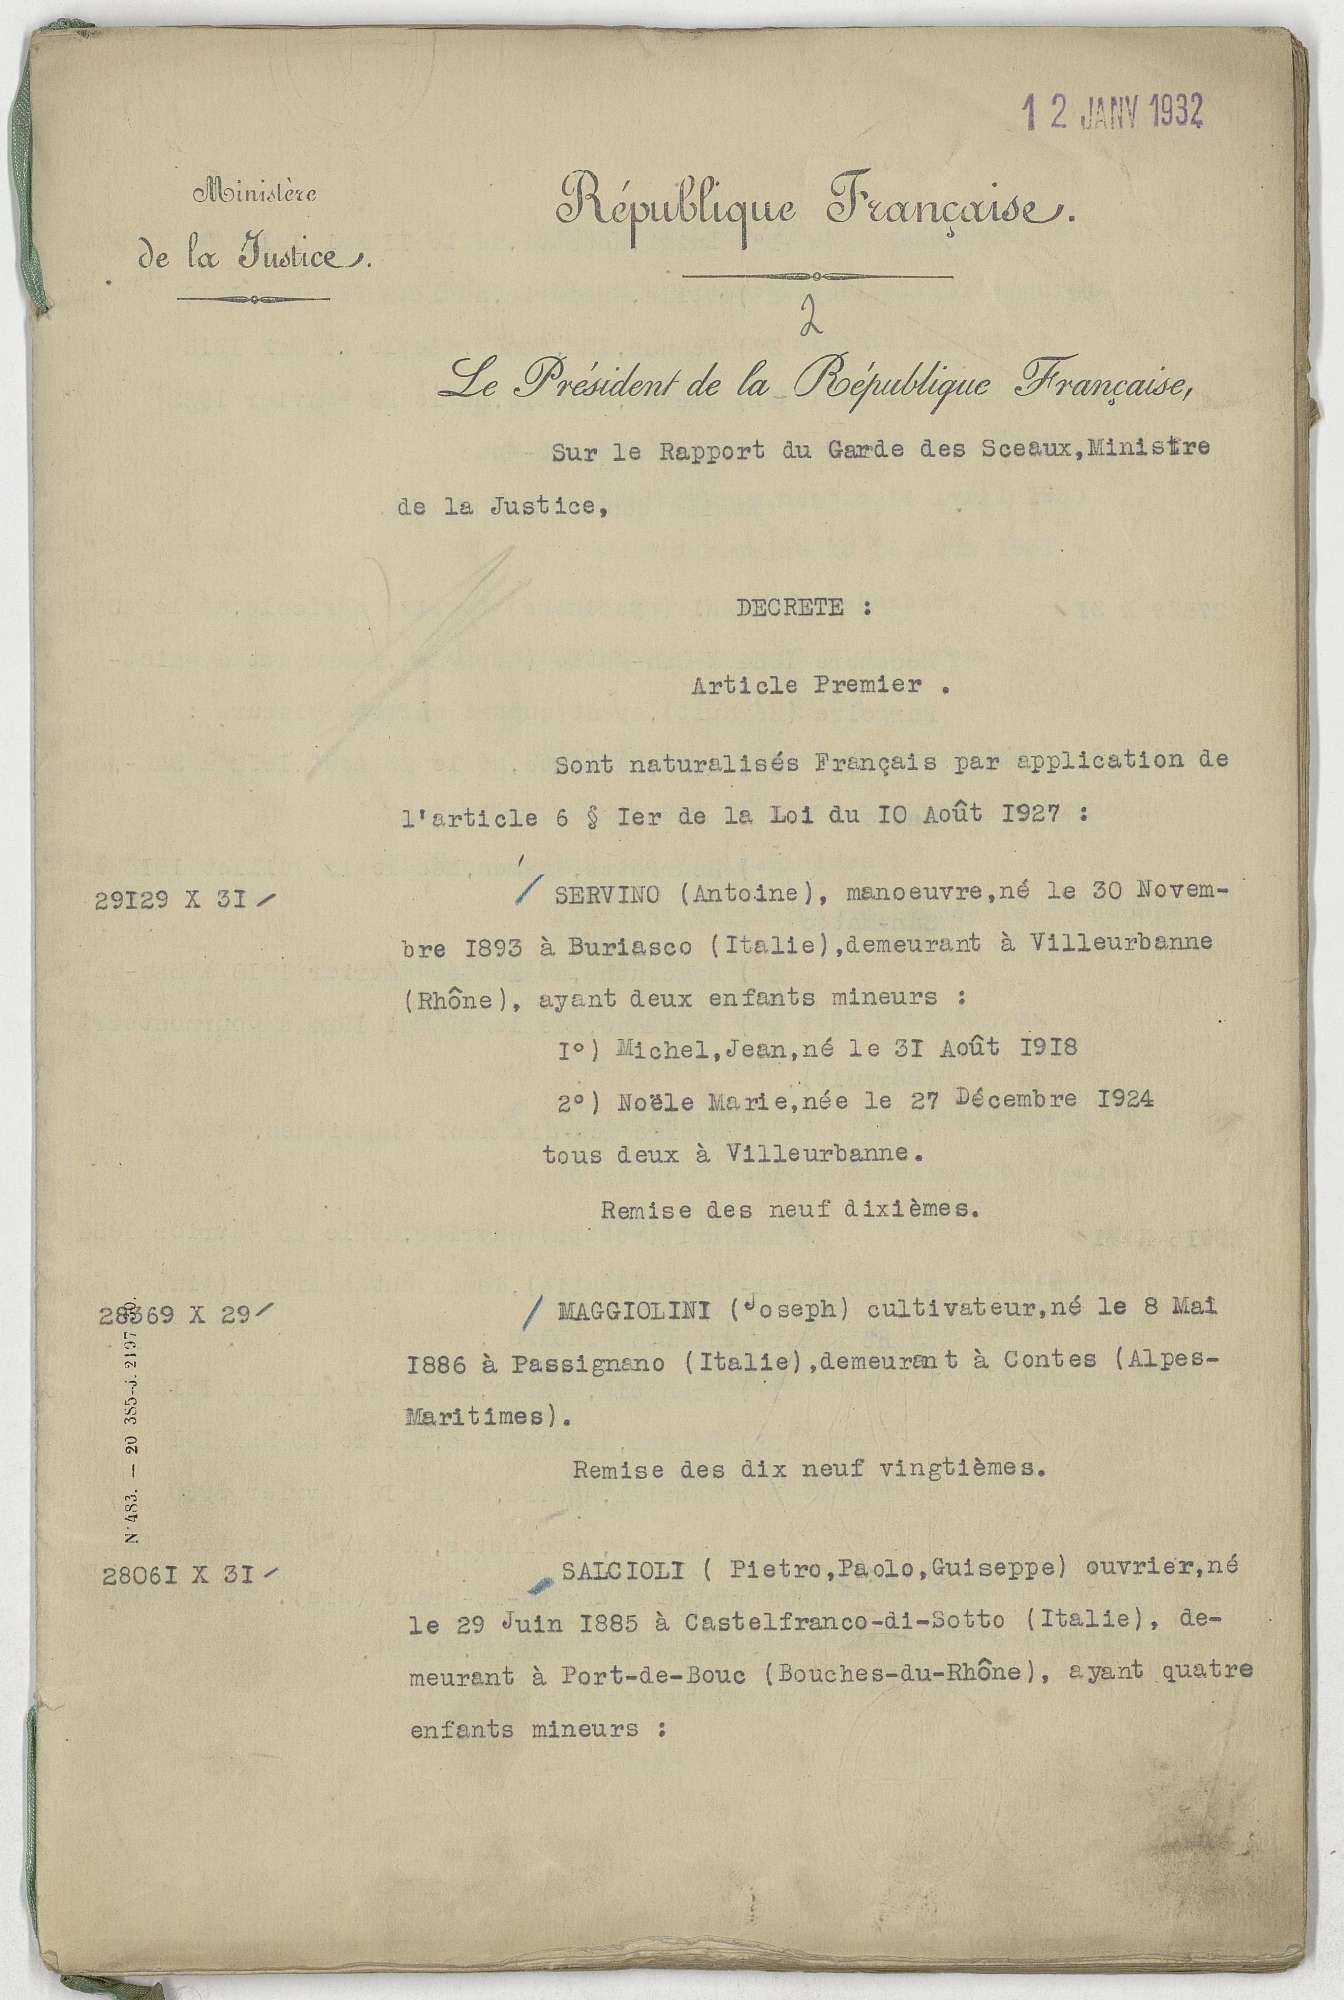 12 JANV 1932
Ministère
de la Justice.
République Française.
2
Le Président de la République Française,
Sur le Rapport du Garde des Sceaux,Ministre
de la Justice,
DECRETE :
Article Premier .
Sont naturalisés Français par application de
l'article 6 § Ier de la Loi du IO Août I927 :
29I29 X 3I /
/ SERVINO (Antoine), manoeuvre,né le 30 Novem-
bre I893 à Buriasco (Italie),demeurant à Villeurbanne
(Rhône), ayant deux enfants mineurs :
I°) Michel,Jean,né le 3I Août I9I8
2°) Noële Marie,née le 27 Décembre I924
tous deux à Villeurbanne.
Remise des neuf dixièmes.
28369 X 29 /
/ MAGGIOLINI (Joseph) cultivateur,né le 8 Mai
I886 à Passignano (Italie),demeurant à Contes (Alpes-
Maritimes).
Remise des dix neuf vingtièmes.
N° 483. — 20 385-J. 2197-30.
2806I X 3I /
SALCIOLI ( Pietro,Paolo,Guiseppe) ouvrier,né
le 29 Juin I885 à Castelfranco-di-Sotto (Italie), de-
meurant à Port-de-Bouc (Bouches-du-Rhône), ayant quatre
enfants mineurs :